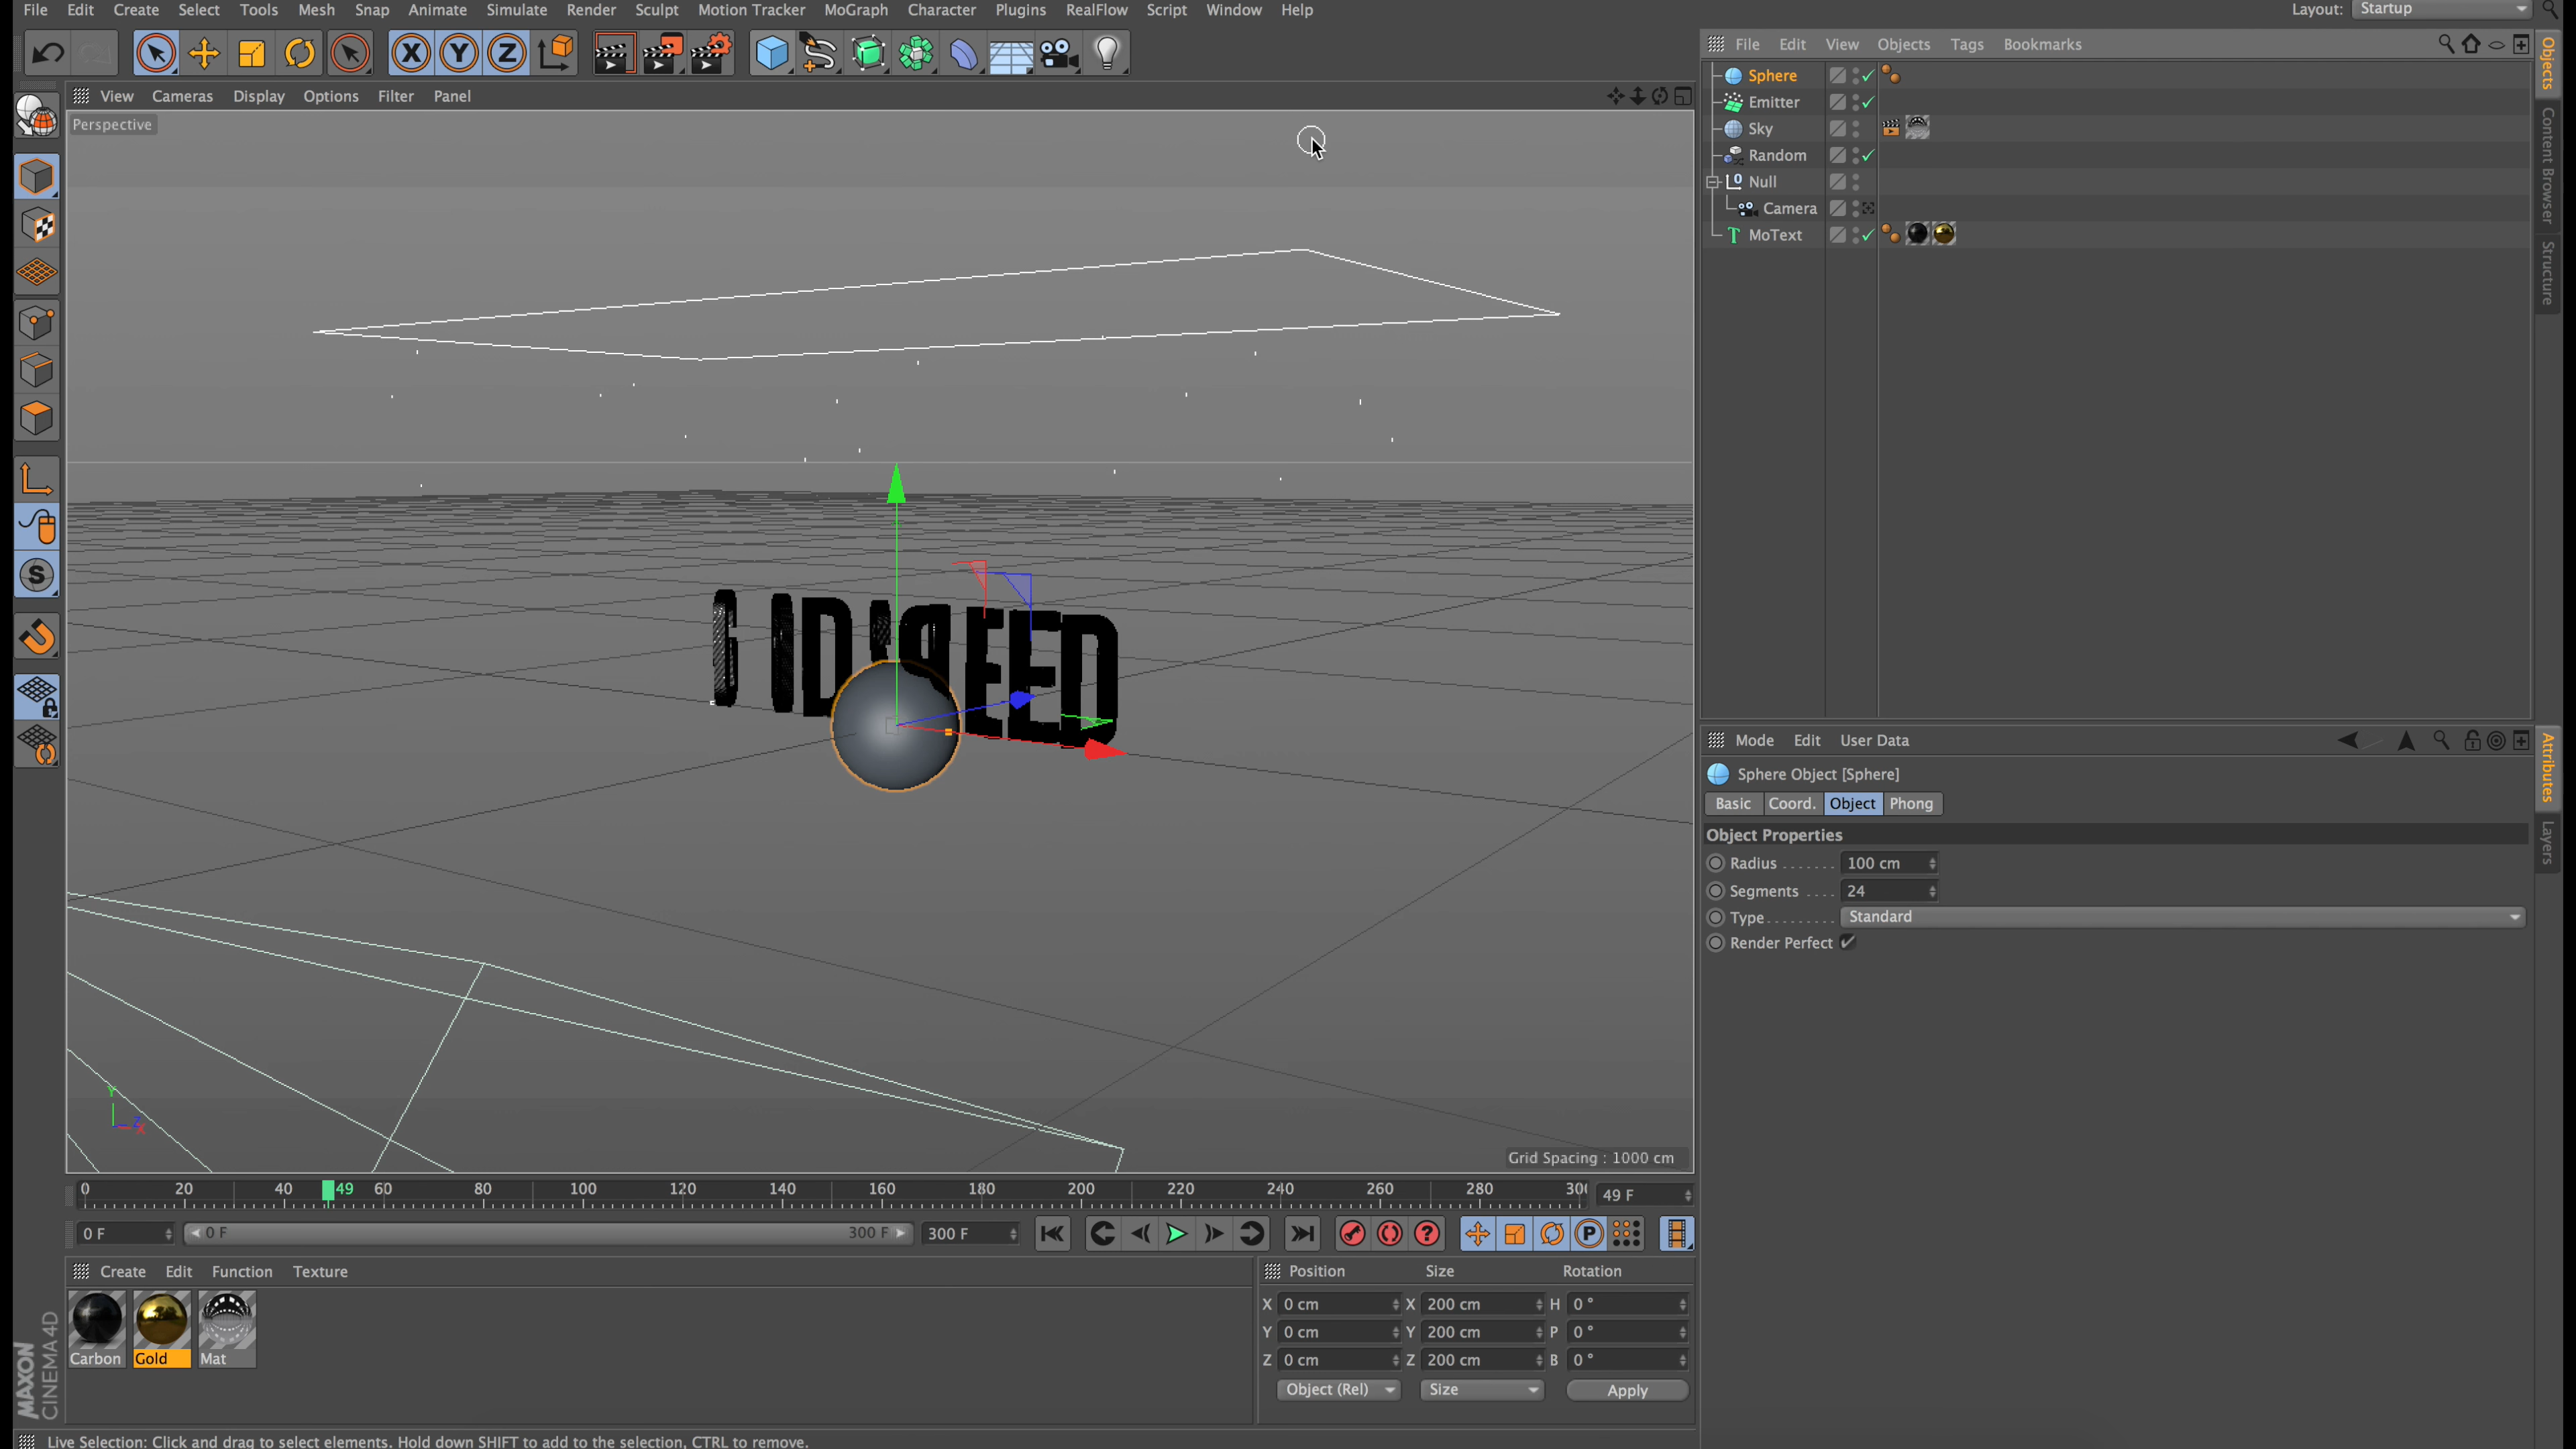 File Edit Create Select Tools Mesh Snap Animate Simulate Render Sculpt Motion Tracker MoGraph Character Plugins RealFlow Script Window Help Layout: Startup
File Edit View Objects Tags Bookmarks
View Cameras Display Options Filter Panel
Perspective
Sphere
Emitter
Sky
Random
Null
Camera
MoText
Objects
Content Browser
Structure
Mode Edit User Data
Sphere Object [Sphere]
Basic Coord. Object Phong
Object Properties
Radius 100 cm
Segments 24
Type Standard
Render Perfect
Attributes
Layers
Grid Spacing : 1000 cm
0 20 40 49 60 80 100 120 140 160 180 200 220 240 260 280 300 49 F
0 F 0 F 300 F 300 F
Create Edit Function Texture
Carbon Gold Mat
Position Size Rotation
X 0 cm X 200 cm H 0 °
Y 0 cm Y 200 cm P 0 °
Z 0 cm Z 200 cm B 0 °
Object (Rel) Size Apply
MAXON
CINEMA 4D
Live Selection: Click and drag to select elements. Hold down SHIFT to add to the selection, CTRL to remove.